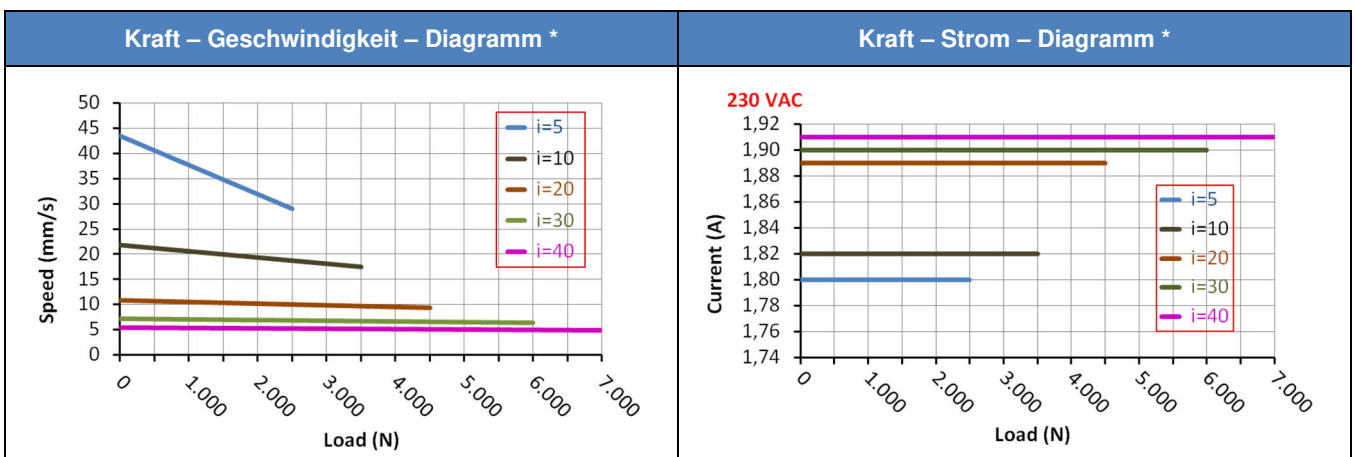 Kraft – Geschwindigkeit – Diagramm *
Kraft – Strom – Diagramm *
50
45
40
35
30
25
20
15
10
5
0
Speed (mm/s)
i=5
i=10
i=20
i=30
i=40
0
1.000
2.000
3.000
4.000
5.000
6.000
7.000
Load (N)
230 VAC
1,92
1,90
1,88
1,86
1,84
1,82
1,80
1,78
1,76
1,74
Current (A)
i=5
i=10
i=20
i=30
i=40
0
1.000
2.000
3.000
4.000
5.000
6.000
7.000
Load (N)